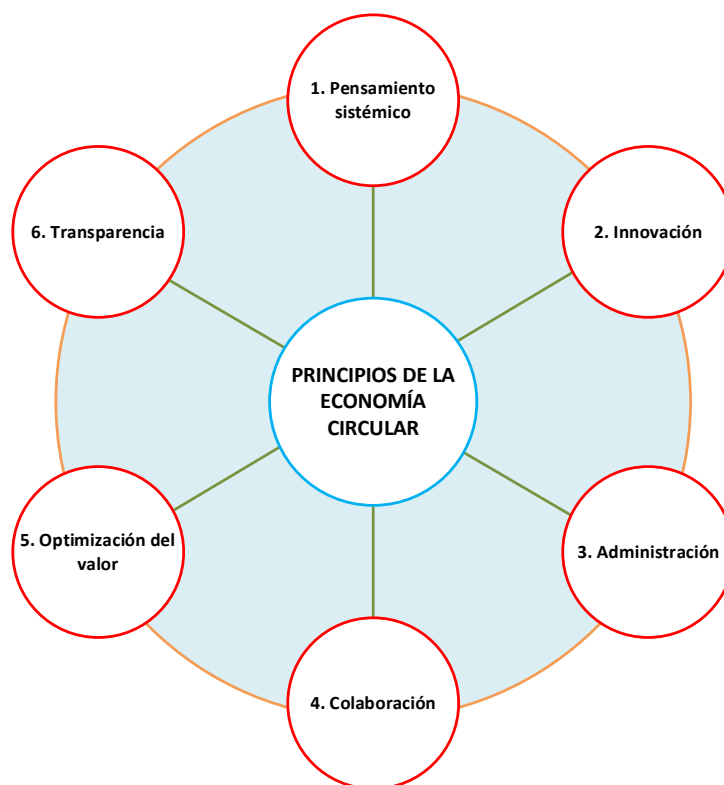 1. Pensamiento
sistémico
2. Innovación
3. Administración
4. Colaboración
5. Optimización del
valor
6. Transparencia
PRINCIPIOS DE LA
ECONOMÍA
CIRCULAR